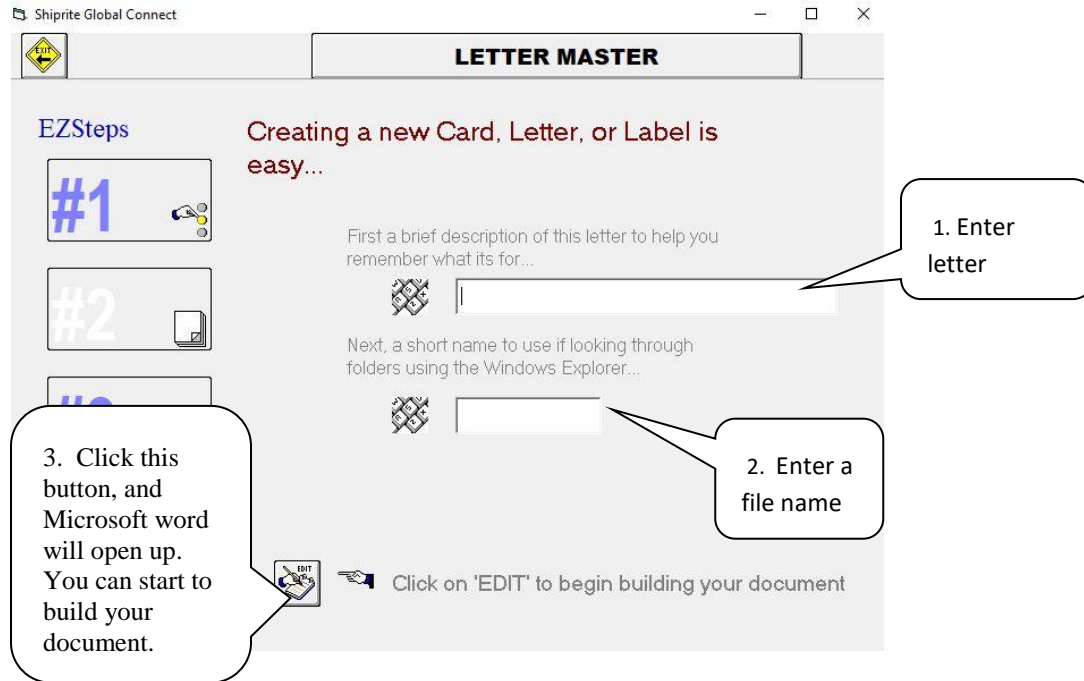 Shiprite Global Connect
EXIT
LETTER MASTER
EZSteps
Creating a new Card, Letter, or Label is
easy...
#1
First a brief description of this letter to help you
remember what its for...
1. Enter
letter
#2
Next, a short name to use if looking through
folders using the Windows Explorer...
2. Enter a
file name
3. Click this
button, and
Microsoft word
will open up.
You can start to
build your
document.
EDIT
Click on 'EDIT' to begin building your document